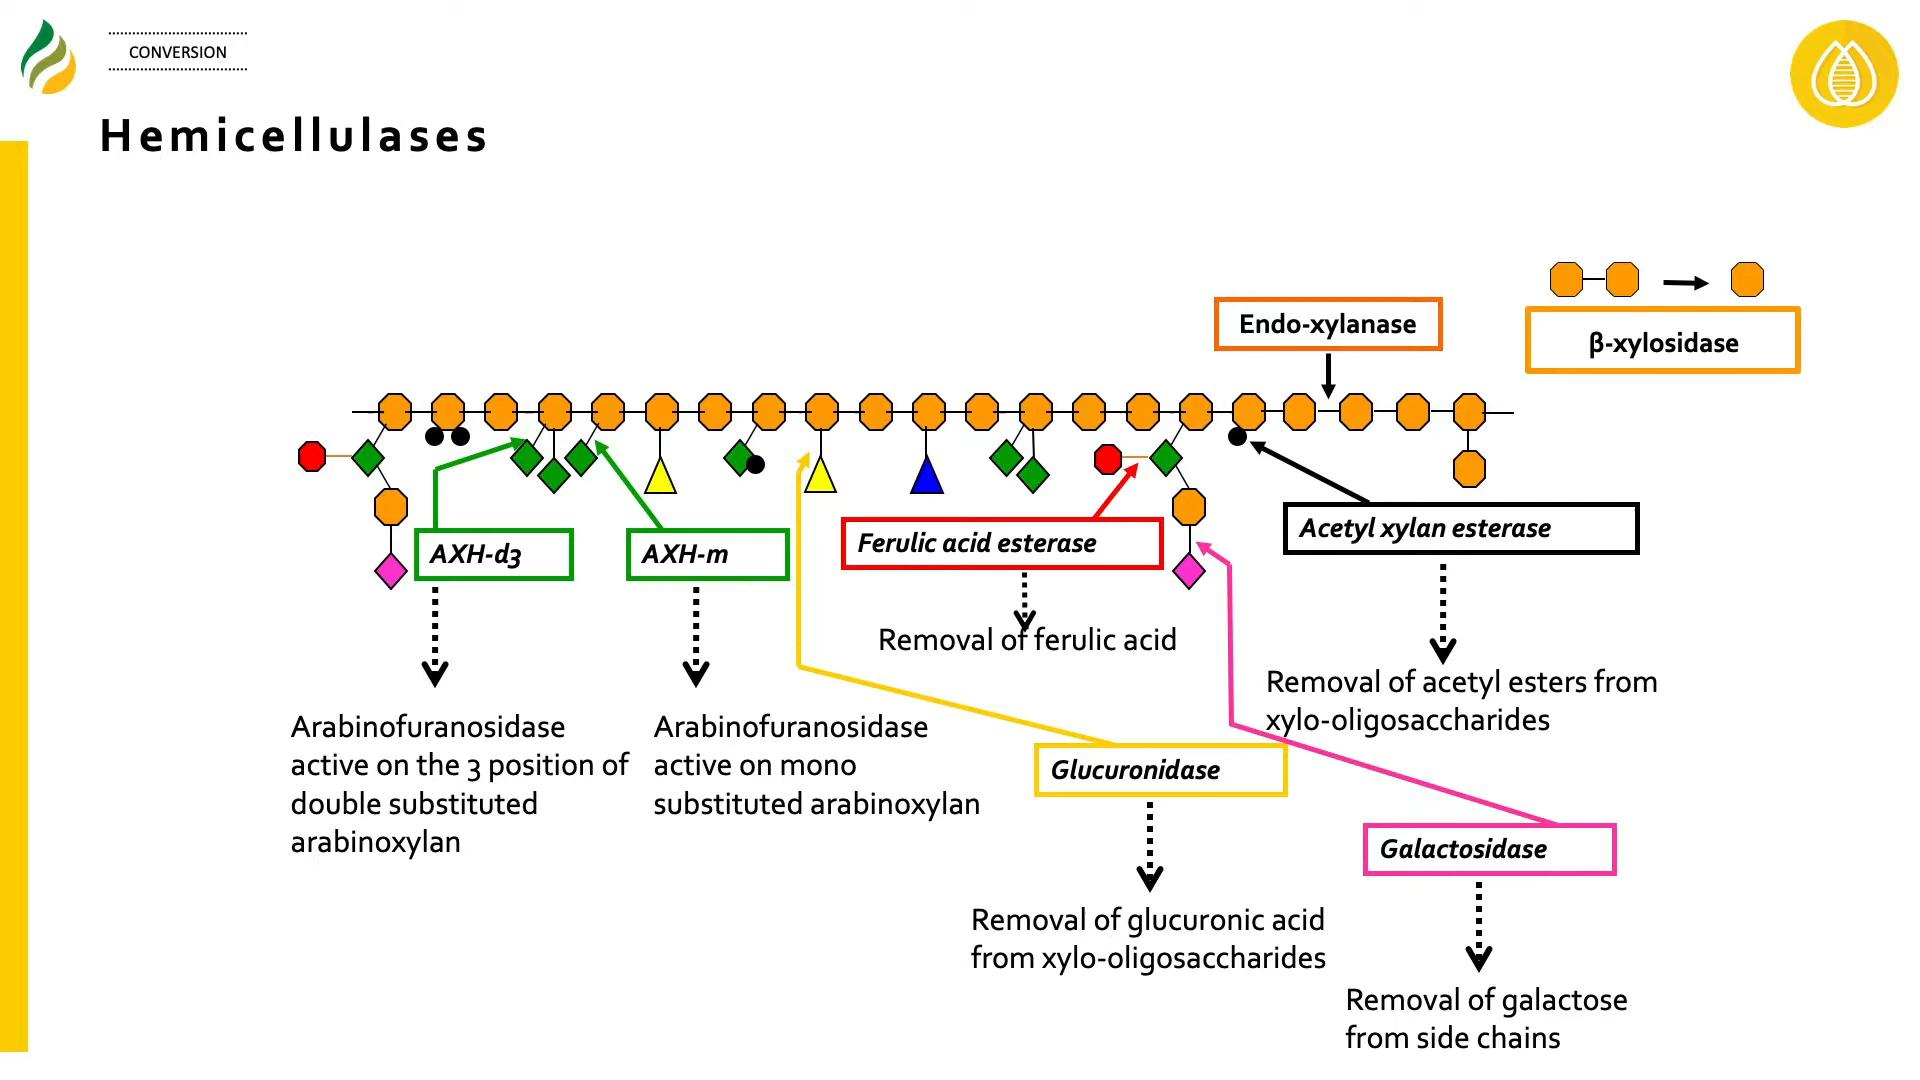 CONVERSION
Hemicellulases
Endo-xylanase
β-xylosidase
AXH-d3
AXH-m
Ferulic acid esterase
Acetyl xylan esterase
Removal of ferulic acid
Removal of acetyl esters from
xylo-oligosaccharides
Arabinofuranosidase
active on the 3 position of
double substituted
arabinoxylan
Arabinofuranosidase
active on mono
substituted arabinoxylan
Glucuronidase
Galactosidase
Removal of glucuronic acid
from xylo-oligosaccharides
Removal of galactose
from side chains